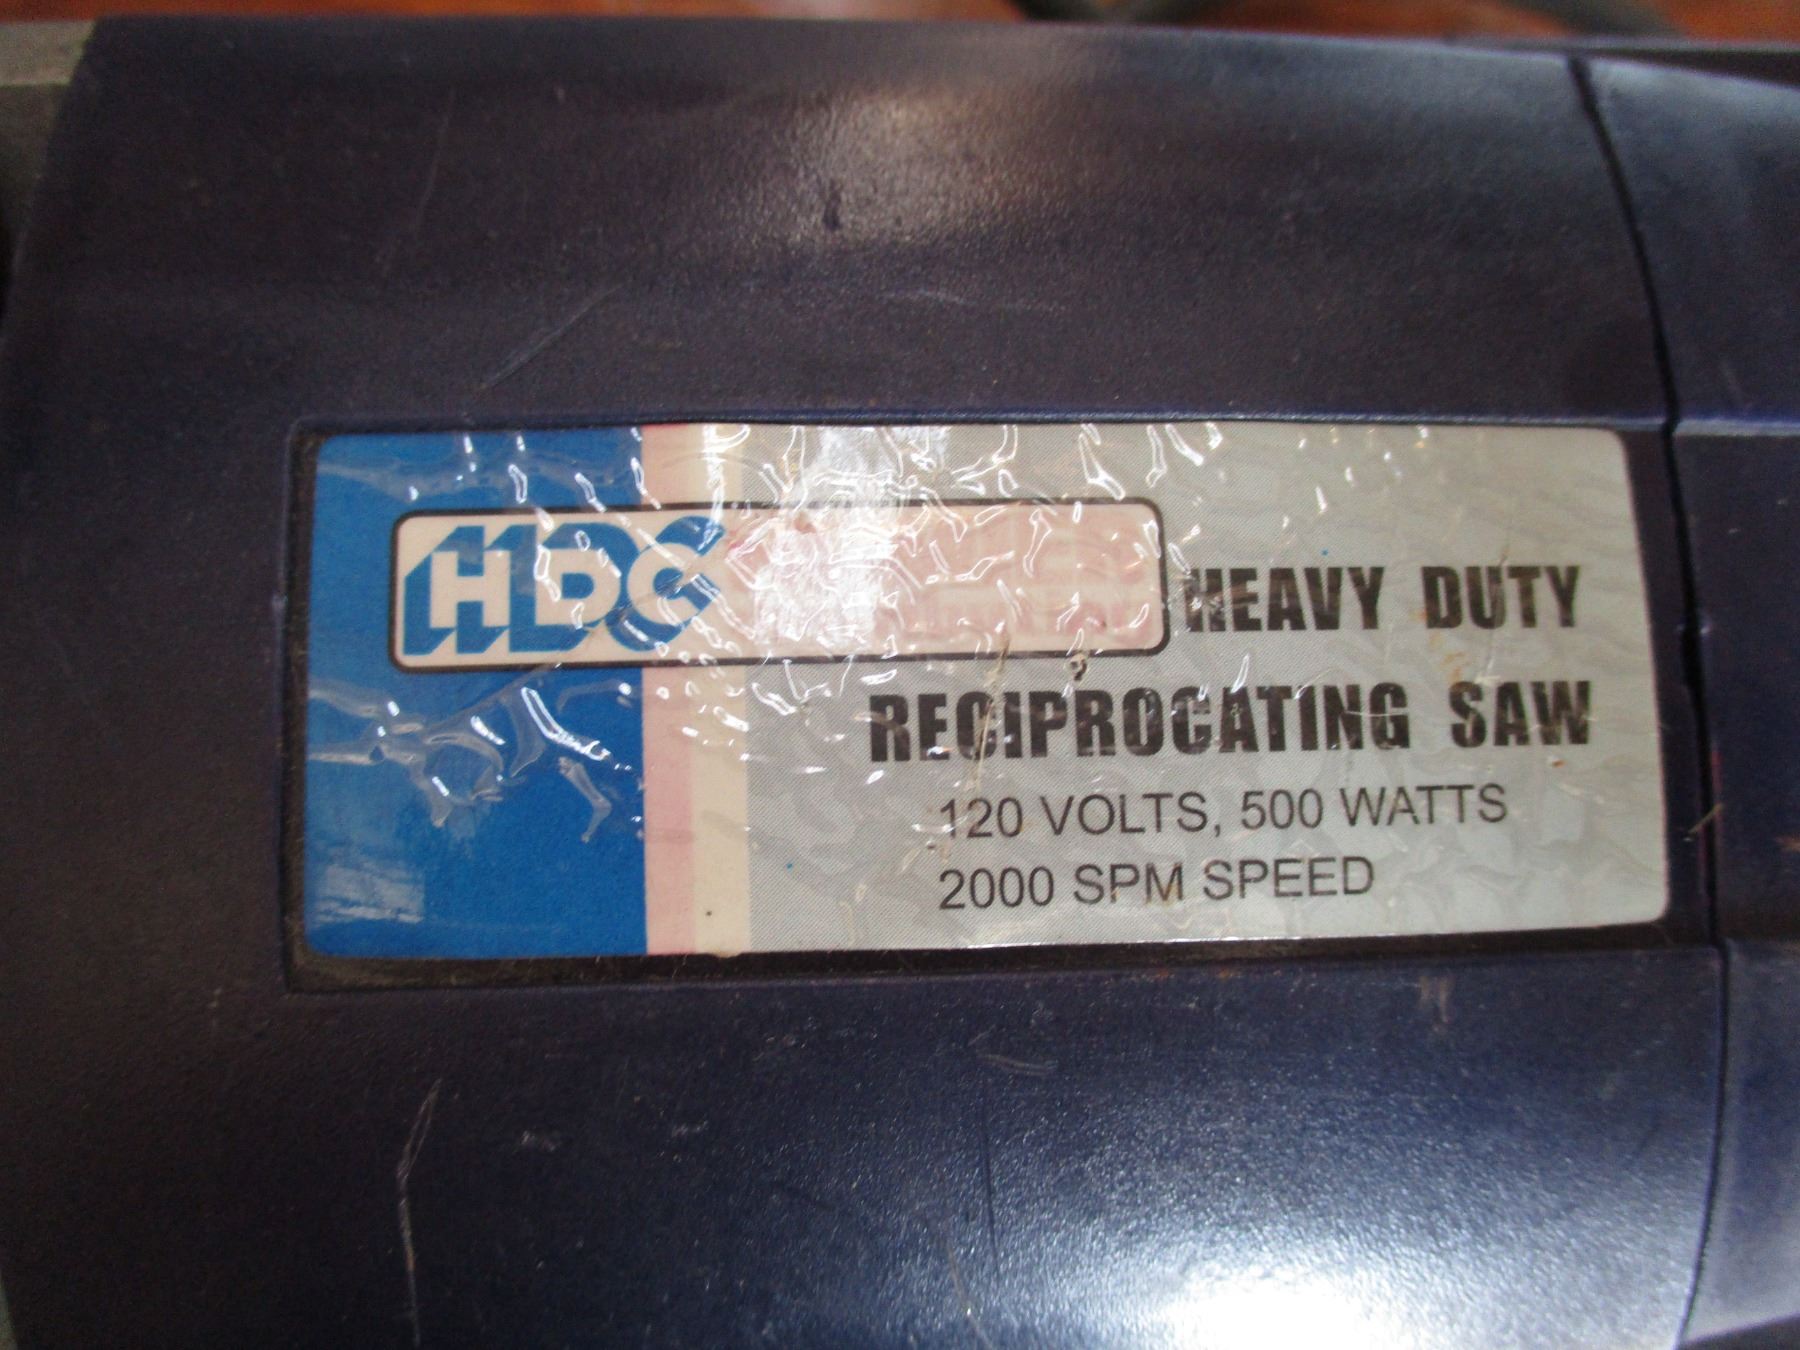 HDC
HEAVY DUTY
RECIPROCATING SAW
120 VOLTS, 500 WATTS
2000 SPM SPEED